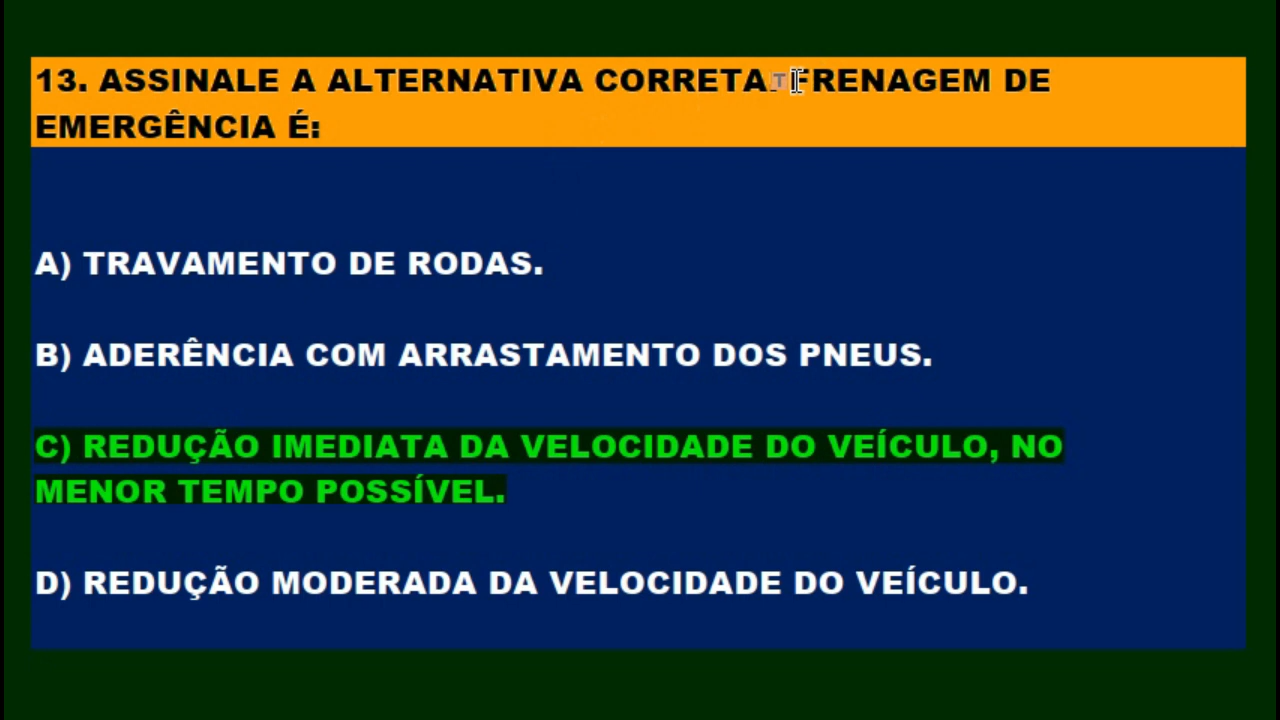 13. ASSINALE A ALTERNATIVA CORRETA. FRENAGEM DE
EMERGÊNCIA É:
A) TRAVAMENTO DE RODAS.
B) ADERÊNCIA COM ARRASTAMENTO DOS PNEUS.
C) REDUÇÃO IMEDIATA DA VELOCIDADE DO VEÍCULO, NO
MENOR TEMPO POSSÍVEL.
D) REDUÇÃO MODERADA DA VELOCIDADE DO VEÍCULO.